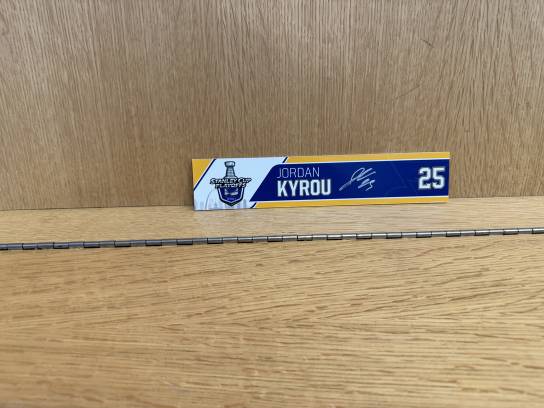 STANLEY CUP
PLAYOFFS
JORDAN
KYROU
25